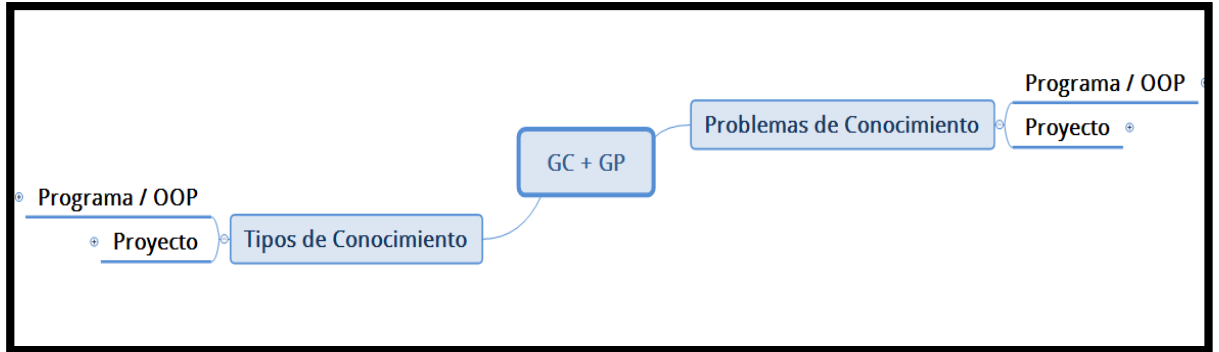 Programa / OOP
Problemas de Conocimiento
Proyecto
GC + GP
Programa / OOP
Proyecto
Tipos de Conocimiento